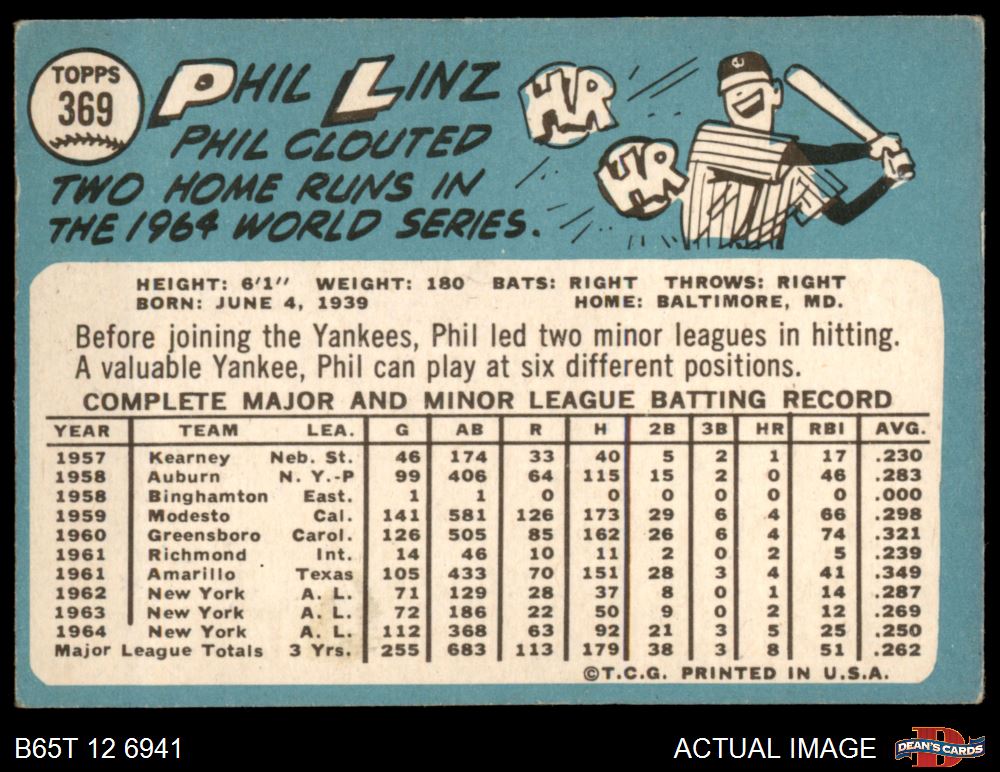 TOPPS
369
PHIL LINZ
PHIL CLOUTED
TWO HOME RUNS IN
THE 1964 WORLD SERIES.
HR
HR
HEIGHT: 6'1" WEIGHT: 180 BATS: RIGHT THROWS: RIGHT
BORN: JUNE 4, 1939 HOME: BALTIMORE, MD.
Before joining the Yankees, Phil led two minor leagues in hitting.
A valuable Yankee, Phil can play at six different positions.
COMPLETE MAJOR AND MINOR LEAGUE BATTING RECORD
YEAR TEAM LEA. G AB R H 2B 3B HR RBI AVG.
1957 Kearney Neb. St. 46 174 33 40 5 2 1 17 .230
1958 Auburn N. Y.-P 99 406 64 115 15 2 0 46 .283
1958 Binghamton East. 1 1 0 0 0 0 0 0 .000
1959 Modesto Cal. 141 581 126 173 29 6 4 66 .298
1960 Greensboro Carol. 126 505 85 162 26 6 4 74 .321
1961 Richmond Int. 14 46 10 11 2 0 2 5 .239
1961 Amarillo Texas 105 433 70 151 28 3 4 41 .349
1962 New York A. L. 71 129 28 37 8 0 1 14 .287
1963 New York A. L. 72 186 22 50 9 0 2 12 .269
1964 New York A. L. 112 368 63 92 21 3 5 25 .250
Major League Totals 3 Yrs. 255 683 113 179 38 3 8 51 .262
©T.C.G. PRINTED IN U.S.A.
B65T 12 6941
ACTUAL IMAGE
D
DEAN'S CARDS